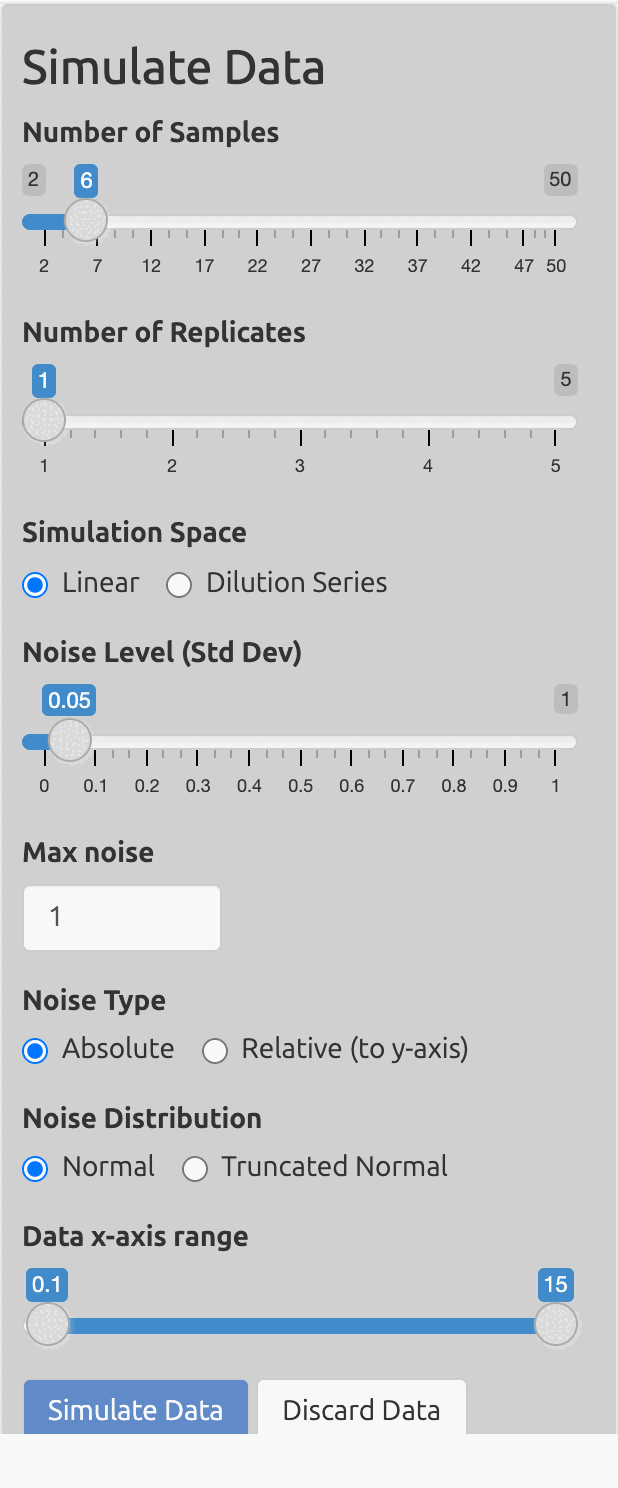 Simulate Data
Number of Samples
2 6 50
2 7 12 17 22 27 32 37 42 47 50
Number of Replicates
1 5
1 2 3 4 5
Simulation Space
Linear Dilution Series
Noise Level (Std Dev)
0.05 1
0 0.1 0.2 0.3 0.4 0.5 0.6 0.7 0.8 0.9 1
Max noise
1
Noise Type
Absolute Relative (to y-axis)
Noise Distribution
Normal Truncated Normal
Data x-axis range
0.1 15
Simulate Data Discard Data